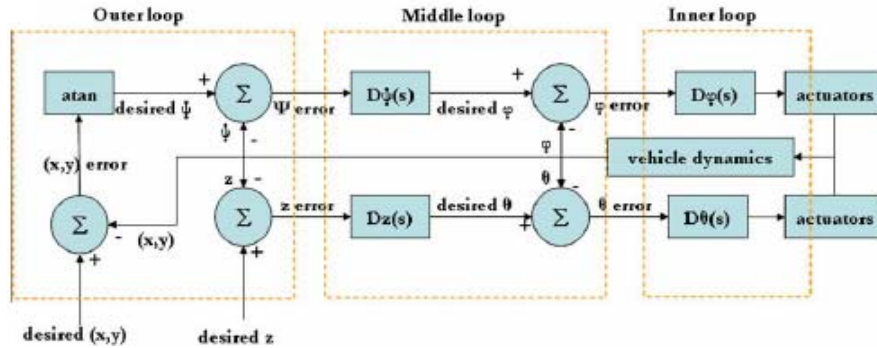 Outer loop
Middle loop
Inner loop
atan
desired ψ̇
+
Σ
Ψ error
Dψ̇(s)
desired φ
+
Σ
φ error
Dφ(s)
actuators
ψ̇
-
-
φ
vehicle dynamics
(x,y) error
z
-
θ
-
Σ
-
(x,y)
+
Σ
z error
+
Dz(s)
desired θ
+
Σ
θ error
Dθ(s)
actuators
desired (x,y)
desired z